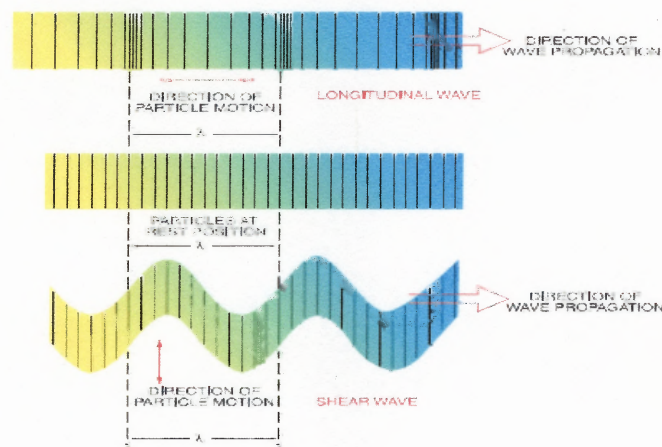 DIRECTION OF
WAVE PROPAGATION
DIRECTION OF
PARTICLE MOTION
LONGITUDINAL WAVE
λ
PARTICLES AT
REST POSITION
λ
DIRECTION OF
WAVE PROPAGATION
DIRECTION OF
PARTICLE MOTION
SHEAR WAVE
λ